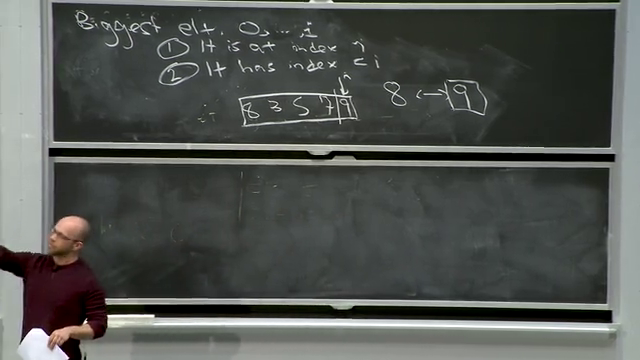 Biggest elt. 0,...,i
① It is at index i
② It has index < i
i
8 3 5 7 9 8 ↔ 9